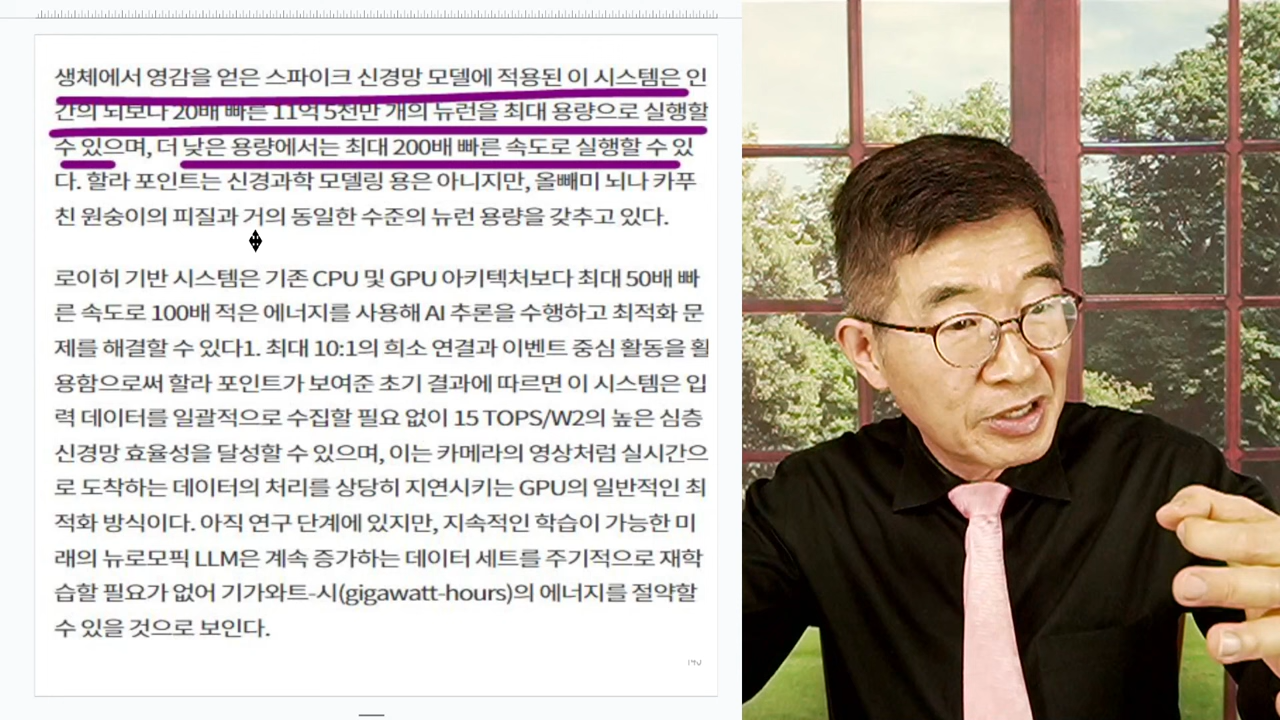 생체에서 영감을 얻은 스파이크 신경망 모델에 적용된 이 시스템은 인
간의 뇌보다 20배 빠른 11억 5천만 개의 뉴런을 최대 용량으로 실행할
수 있으며, 더 낮은 용량에서는 최대 200배 빠른 속도로 실행할 수 있
다. 할라 포인트는 신경과학 모델링 용은 아니지만, 올빼미 뇌나 카푸
친 원숭이의 피질과 거의 동일한 수준의 뉴런 용량을 갖추고 있다.
로이히 기반 시스템은 기존 CPU 및 GPU 아키텍처보다 최대 50배 빠
른 속도로 100배 적은 에너지를 사용해 AI 추론을 수행하고 최적화 문
제를 해결할 수 있다1. 최대 10:1의 희소 연결과 이벤트 중심 활동을 활
용함으로써 할라 포인트가 보여준 초기 결과에 따르면 이 시스템은 입
력 데이터를 일괄적으로 수집할 필요 없이 15 TOPS/W2의 높은 심층
신경망 효율성을 달성할 수 있으며, 이는 카메라의 영상처럼 실시간으
로 도착하는 데이터의 처리를 상당히 지연시키는 GPU의 일반적인 최
적화 방식이다. 아직 연구 단계에 있지만, 지속적인 학습이 가능한 미
래의 뉴로모픽 LLM은 계속 증가하는 데이터 세트를 주기적으로 재학
습할 필요가 없어 기가와트-시(gigawatt-hours)의 에너지를 절약할
수 있을 것으로 보인다.